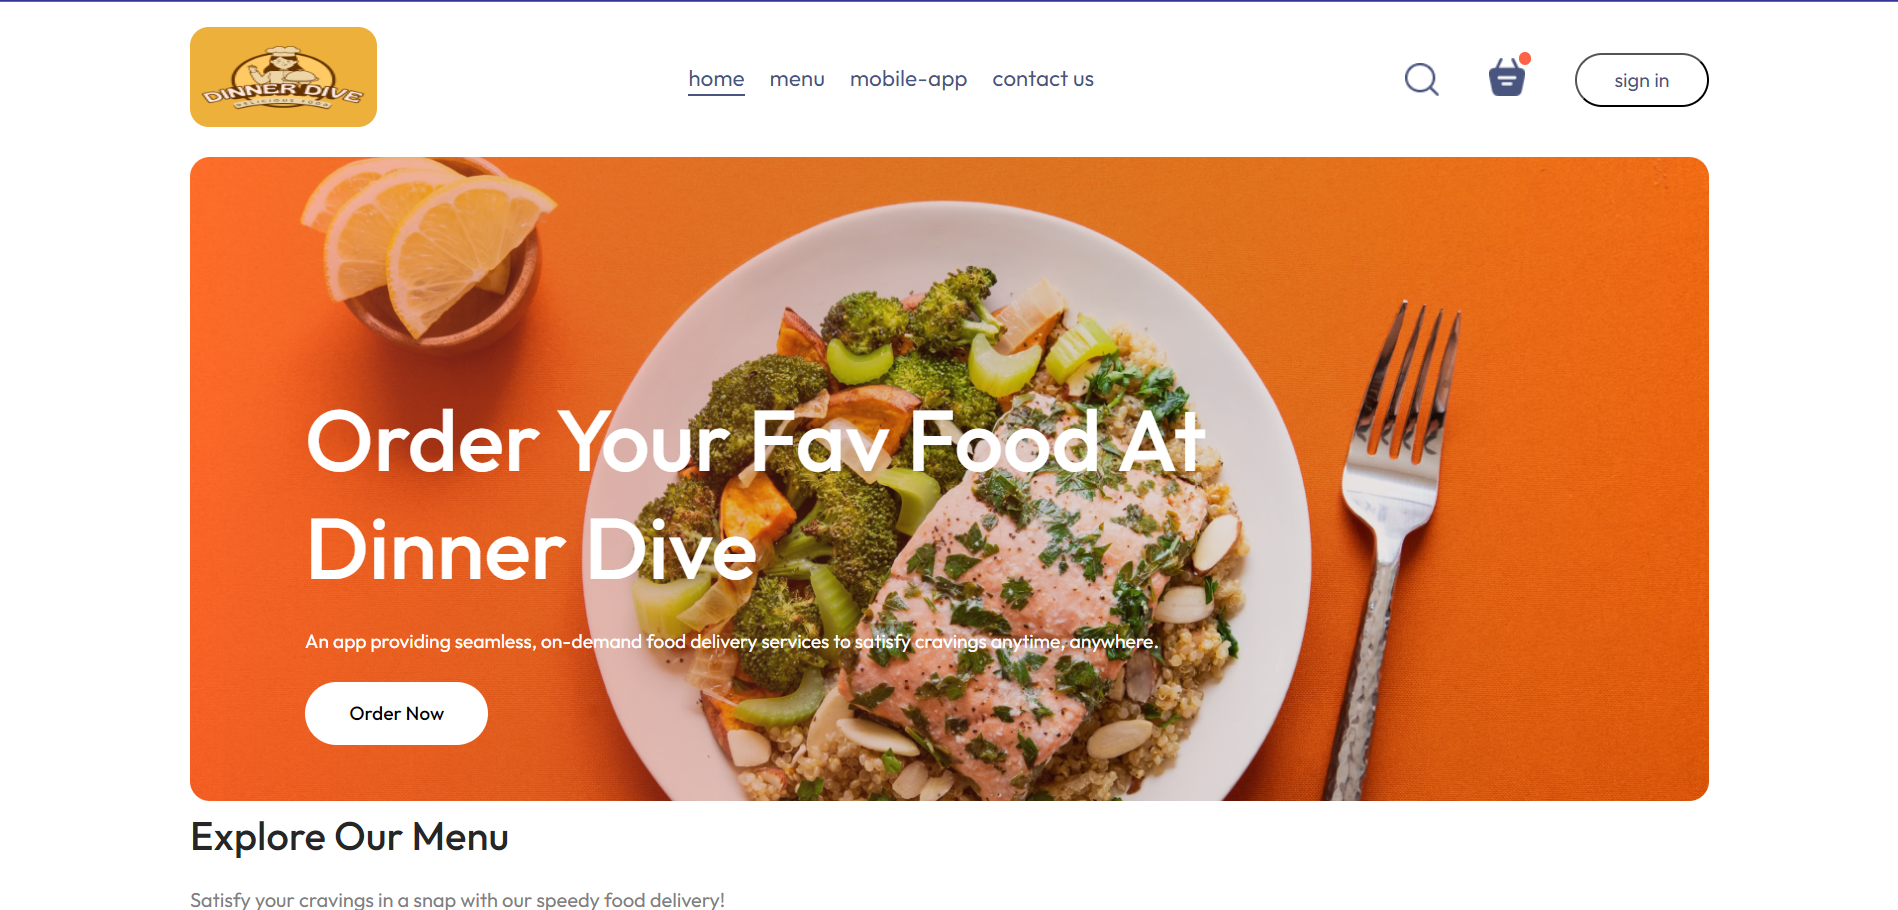 DINNER DIVE
DELICIOUS FOOD
home menu mobile-app contact us
sign in
Order Your Fav Food At
Dinner Dive
An app providing seamless, on-demand food delivery services to satisfy cravings anytime, anywhere.
Order Now
Explore Our Menu
Satisfy your cravings in a snap with our speedy food delivery!